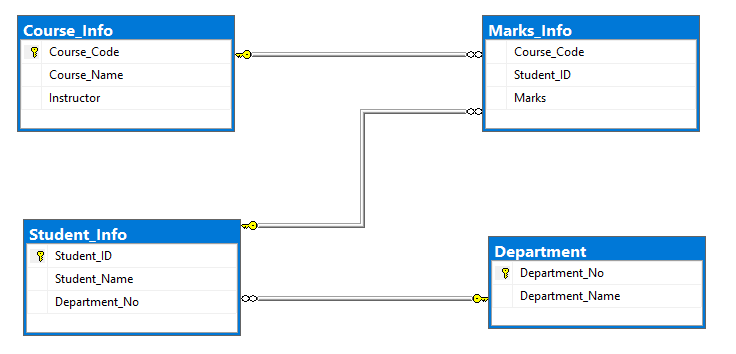 Course_Info
Course_Code
Course_Name
Instructor
Marks_Info
Course_Code
Student_ID
Marks
Student_Info
Student_ID
Student_Name
Department_No
Department
Department_No
Department_Name